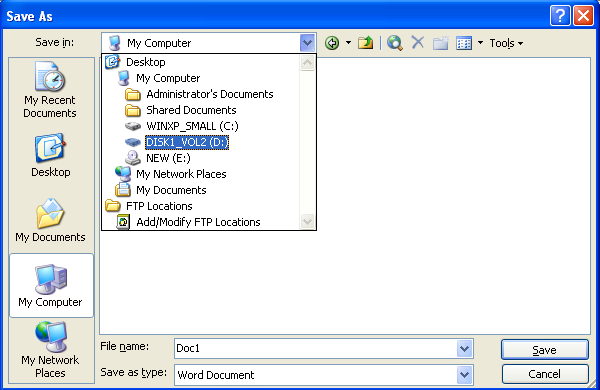 Save As
Save in:
My Computer
Tools
Desktop
My Computer
Administrator's Documents
Shared Documents
WINXP_SMALL (C:)
DISK1_VOL2 (D:)
NEW (E:)
My Network Places
My Documents
FTP Locations
Add/Modify FTP Locations
My Recent
Documents
Desktop
My Documents
My Computer
My Network
Places
File name:
Doc1
Save
Save as type:
Word Document
Cancel